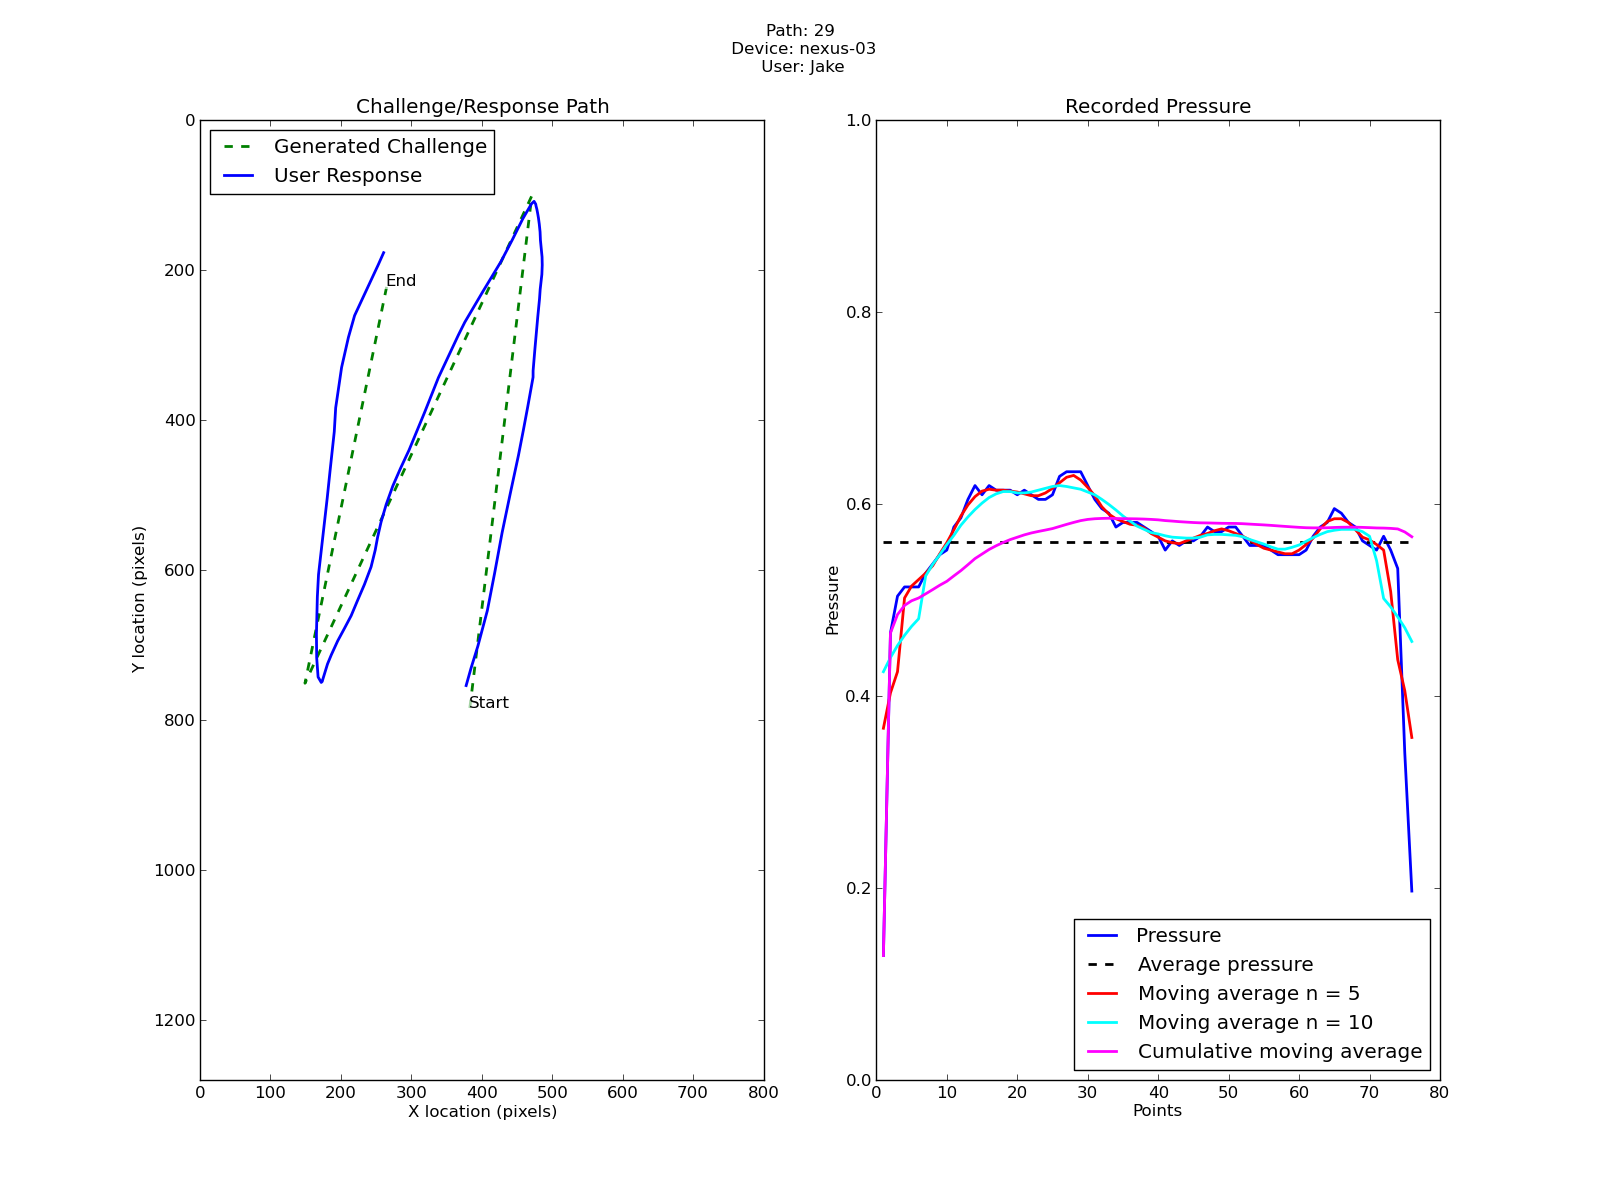 Path: 29
Device: nexus-03
User: Jake
Challenge/Response Path
Generated Challenge
User Response
End
Start
0
200
400
600
800
1000
1200
Y location (pixels)
0 100 200 300 400 500 600 700 800
X location (pixels)
Recorded Pressure
1.0
0.8
0.6
0.4
0.2
0.0
Pressure
Pressure
Average pressure
Moving average n = 5
Moving average n = 10
Cumulative moving average
0 10 20 30 40 50 60 70 80
Points